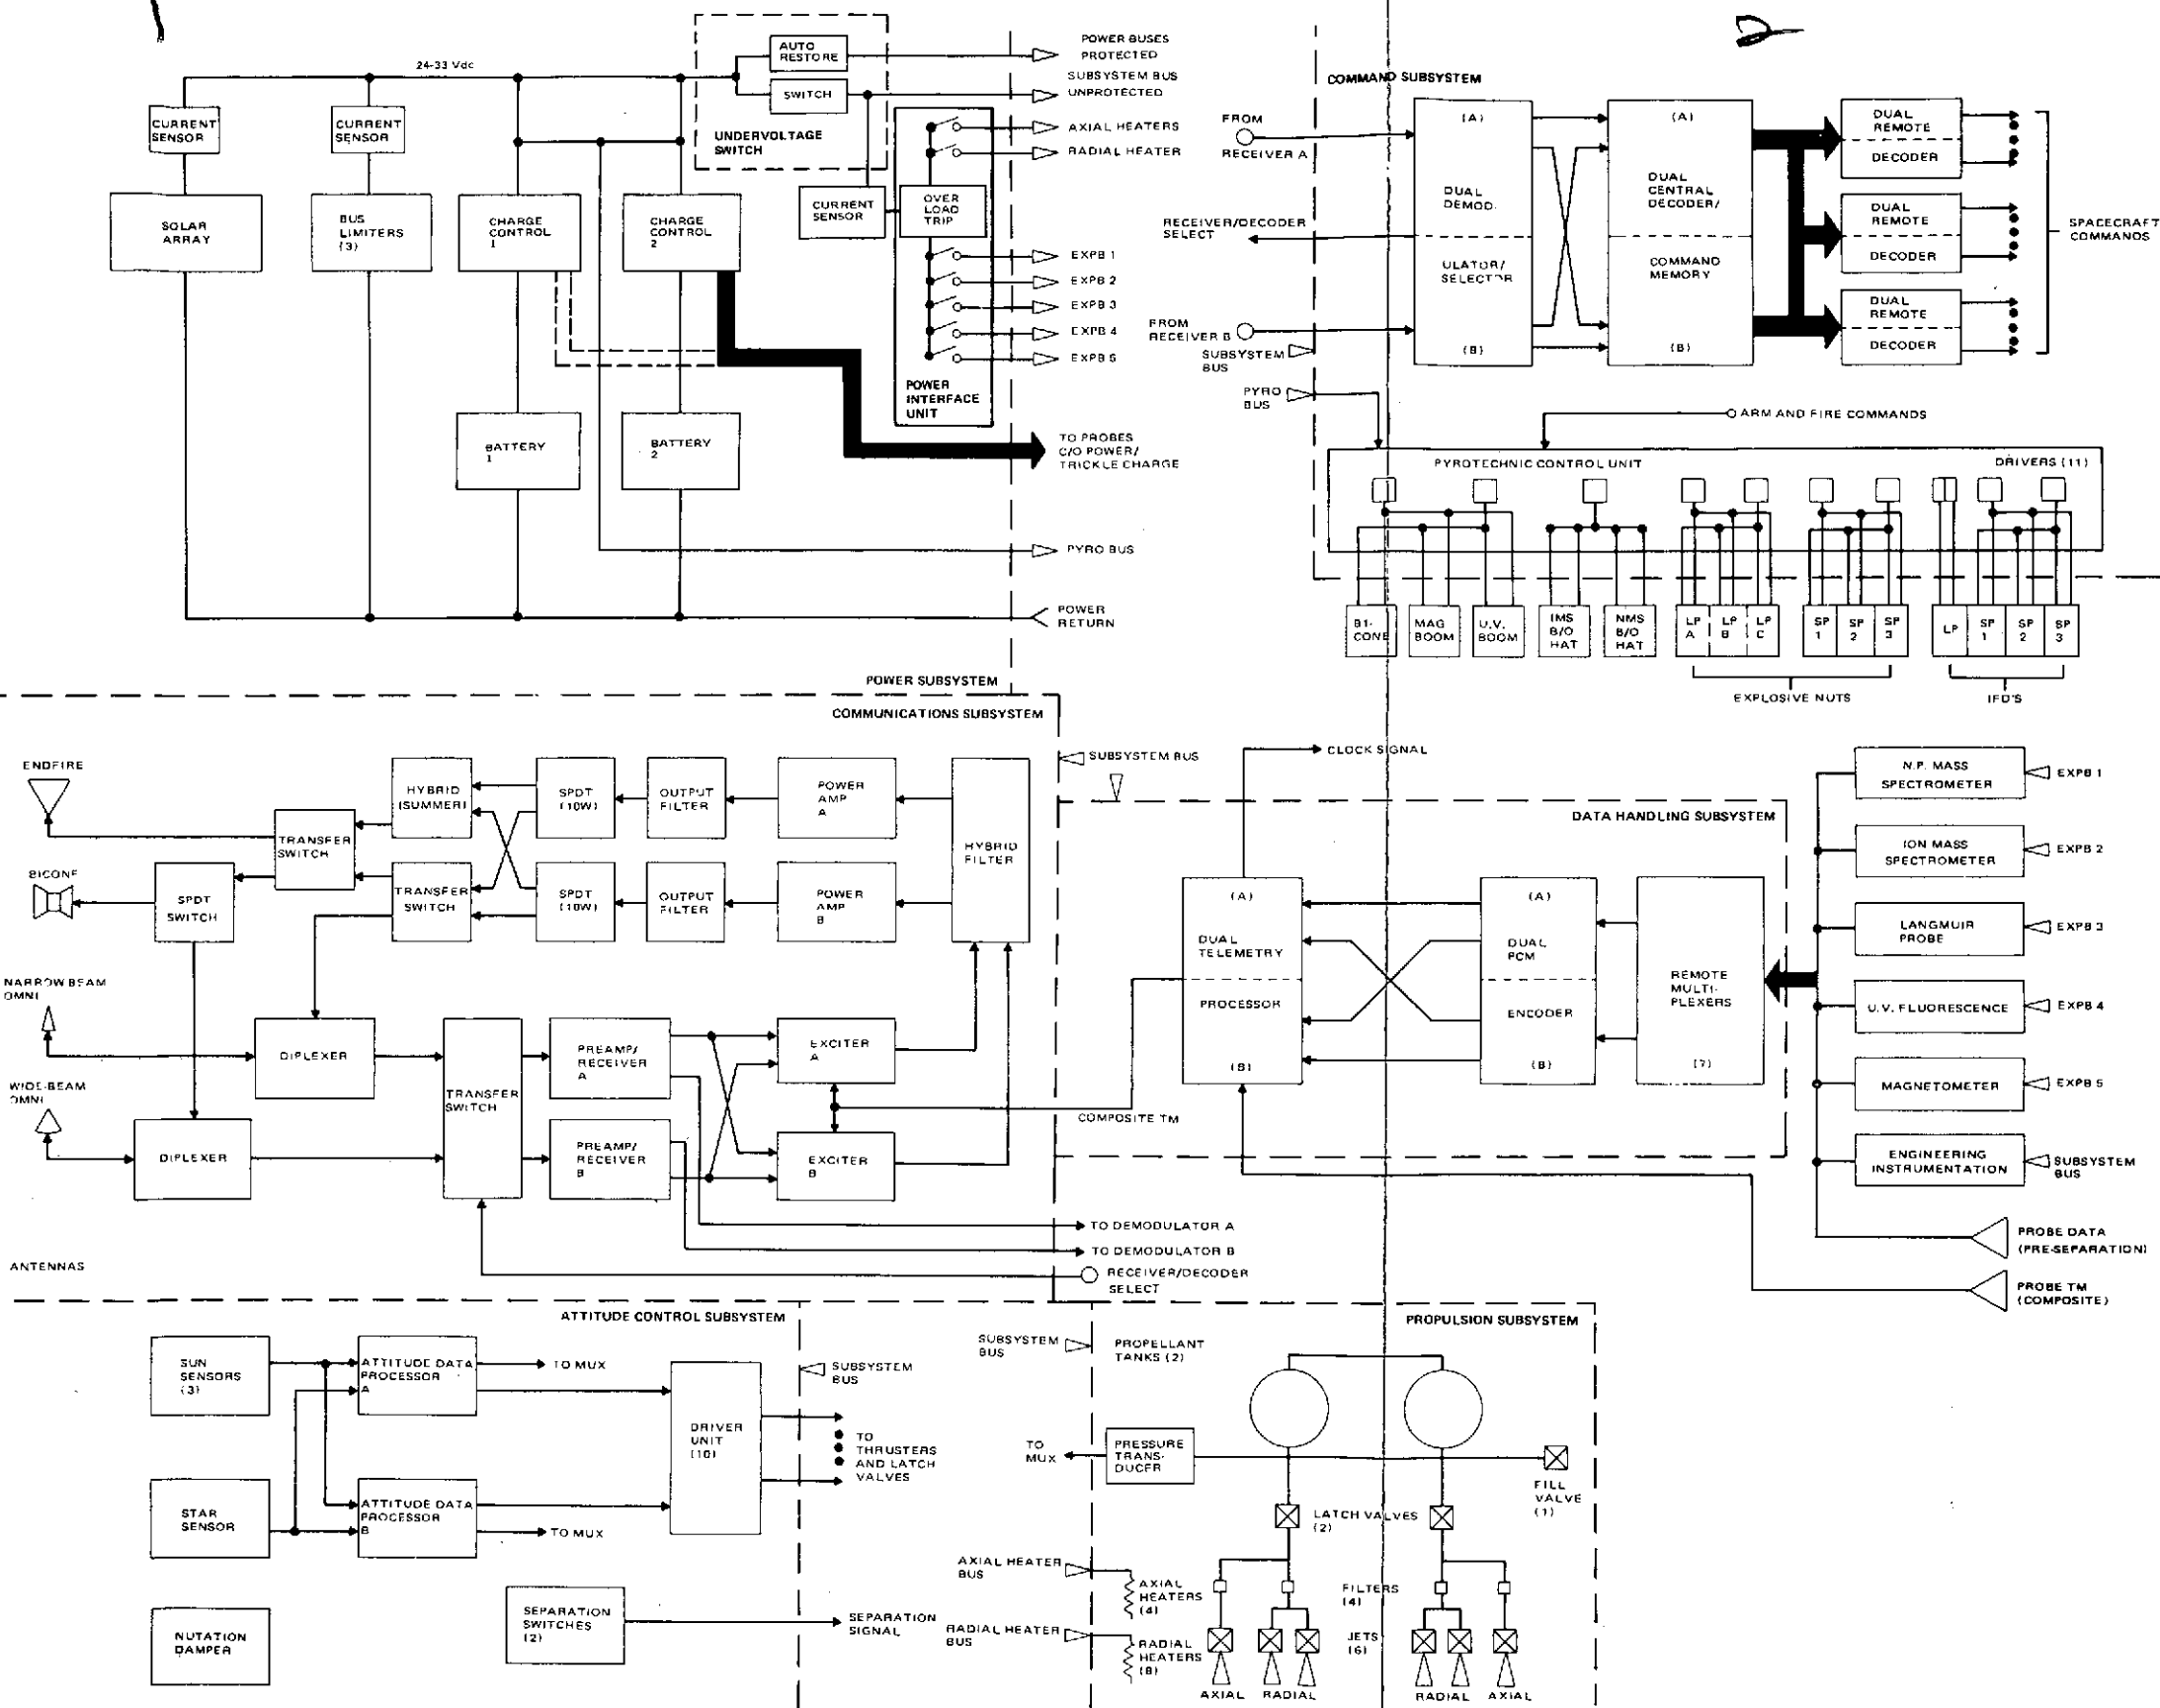 24-33 Vdc
AUTO
RESTORE
SWITCH
UNDERVOLTAGE
SWITCH
POWER BUSES
PROTECTED
SUBSYSTEM BUS
UNPROTECTED
AXIAL HEATERS
RADIAL HEATER
CURRENT
SENSOR
CURRENT
SENSOR
SOLAR
ARRAY
BUS
LIMITERS
(3)
CHARGE
CONTROL
1
CHARGE
CONTROL
2
CURRENT
SENSOR
OVER
LOAD
TRIP
EXPB 1
EXPB 2
EXPB 3
EXPB 4
EXPB 5
POWER
INTERFACE
UNIT
BATTERY
1
BATTERY
2
TO PROBES
C/O POWER/
TRICKLE CHARGE
PYRO BUS
POWER
RETURN
POWER SUBSYSTEM
COMMAND SUBSYSTEM
FROM
RECEIVER A
RECEIVER/DECODER
SELECT
FROM
RECEIVER B
SUBSYSTEM
BUS
PYRO
BUS
(A)
DUAL
DEMOD-
ULATOR/
SELECTOR
(B)
(A)
DUAL
CENTRAL
DECODER/
COMMAND
MEMORY
(B)
DUAL
REMOTE
DECODER
DUAL
REMOTE
DECODER
DUAL
REMOTE
DECODER
SPACECRAFT
COMMANDS
ARM AND FIRE COMMANDS
PYROTECHNIC CONTROL UNIT
DRIVERS (11)
BI-
CONE
MAG
BOOM
U.V.
BOOM
IMS
B/O
HAT
NMS
B/O
HAT
LP
A
LP
B
LP
C
SP
1
SP
2
SP
3
LP
SP
1
SP
2
SP
3
EXPLOSIVE NUTS
IFD'S
COMMUNICATIONS SUBSYSTEM
SUBSYSTEM BUS
ENDFIRE
HYBRID
(SUMMER)
SPDT
(10W)
OUTPUT
FILTER
POWER
AMP
A
HYBRID
FILTER
TRANSFER
SWITCH
BICONE
SPDT
SWITCH
TRANSFER
SWITCH
SPDT
(10W)
OUTPUT
FILTER
POWER
AMP
B
NARROW BEAM
OMNI
DIPLEXER
WIDE-BEAM
OMNI
DIPLEXER
TRANSFER
SWITCH
PREAMP/
RECEIVER
A
PREAMP/
RECEIVER
B
EXCITER
A
EXCITER
B
COMPOSITE TM
TO DEMODULATOR A
TO DEMODULATOR B
RECEIVER/DECODER
SELECT
ANTENNAS
CLOCK SIGNAL
DATA HANDLING SUBSYSTEM
(A)
DUAL
TELEMETRY
PROCESSOR
(B)
(A)
DUAL
PCM
ENCODER
(B)
REMOTE
MULTI-
PLEXERS
(7)
N.P. MASS
SPECTROMETER
EXPB 1
ION MASS
SPECTROMETER
EXPB 2
LANGMUIR
PROBE
EXPB 3
U.V. FLUORESCENCE
EXPB 4
MAGNETOMETER
EXPB 5
ENGINEERING
INSTRUMENTATION
SUBSYSTEM
BUS
PROBE DATA
(PRE-SEPARATION)
PROBE TM
(COMPOSITE)
ATTITUDE CONTROL SUBSYSTEM
SUN
SENSORS
(3)
ATTITUDE DATA
PROCESSOR
A
TO MUX
DRIVER
UNIT
(10)
SUBSYSTEM
BUS
TO
THRUSTERS
AND LATCH
VALVES
STAR
SENSOR
ATTITUDE DATA
PROCESSOR
B
TO MUX
NUTATION
DAMPER
SEPARATION
SWITCHES
(2)
SEPARATION
SIGNAL
PROPULSION SUBSYSTEM
SUBSYSTEM
BUS
PROPELLANT
TANKS (2)
TO
MUX
PRESSURE
TRANS-
DUCER
FILL
VALVE
(1)
LATCH VALVES
(2)
AXIAL HEATER
BUS
AXIAL
HEATERS
(4)
FILTERS
(4)
RADIAL HEATER
BUS
RADIAL
HEATERS
(8)
JETS
(6)
AXIAL
RADIAL
RADIAL
AXIAL